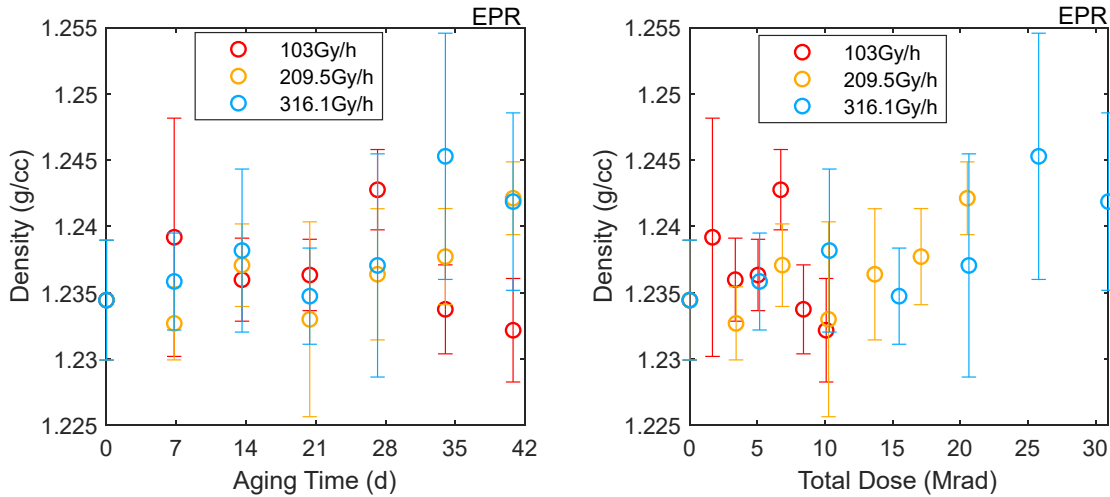 EPR
103Gy/h
209.5Gy/h
316.1Gy/h
1.255
1.25
1.245
1.24
1.235
1.23
1.225
Density (g/cc)
0 7 14 21 28 35 42
Aging Time (d)
EPR
103Gy/h
209.5Gy/h
316.1Gy/h
1.255
1.25
1.245
1.24
1.235
1.23
1.225
Density (g/cc)
0 5 10 15 20 25 30
Total Dose (Mrad)